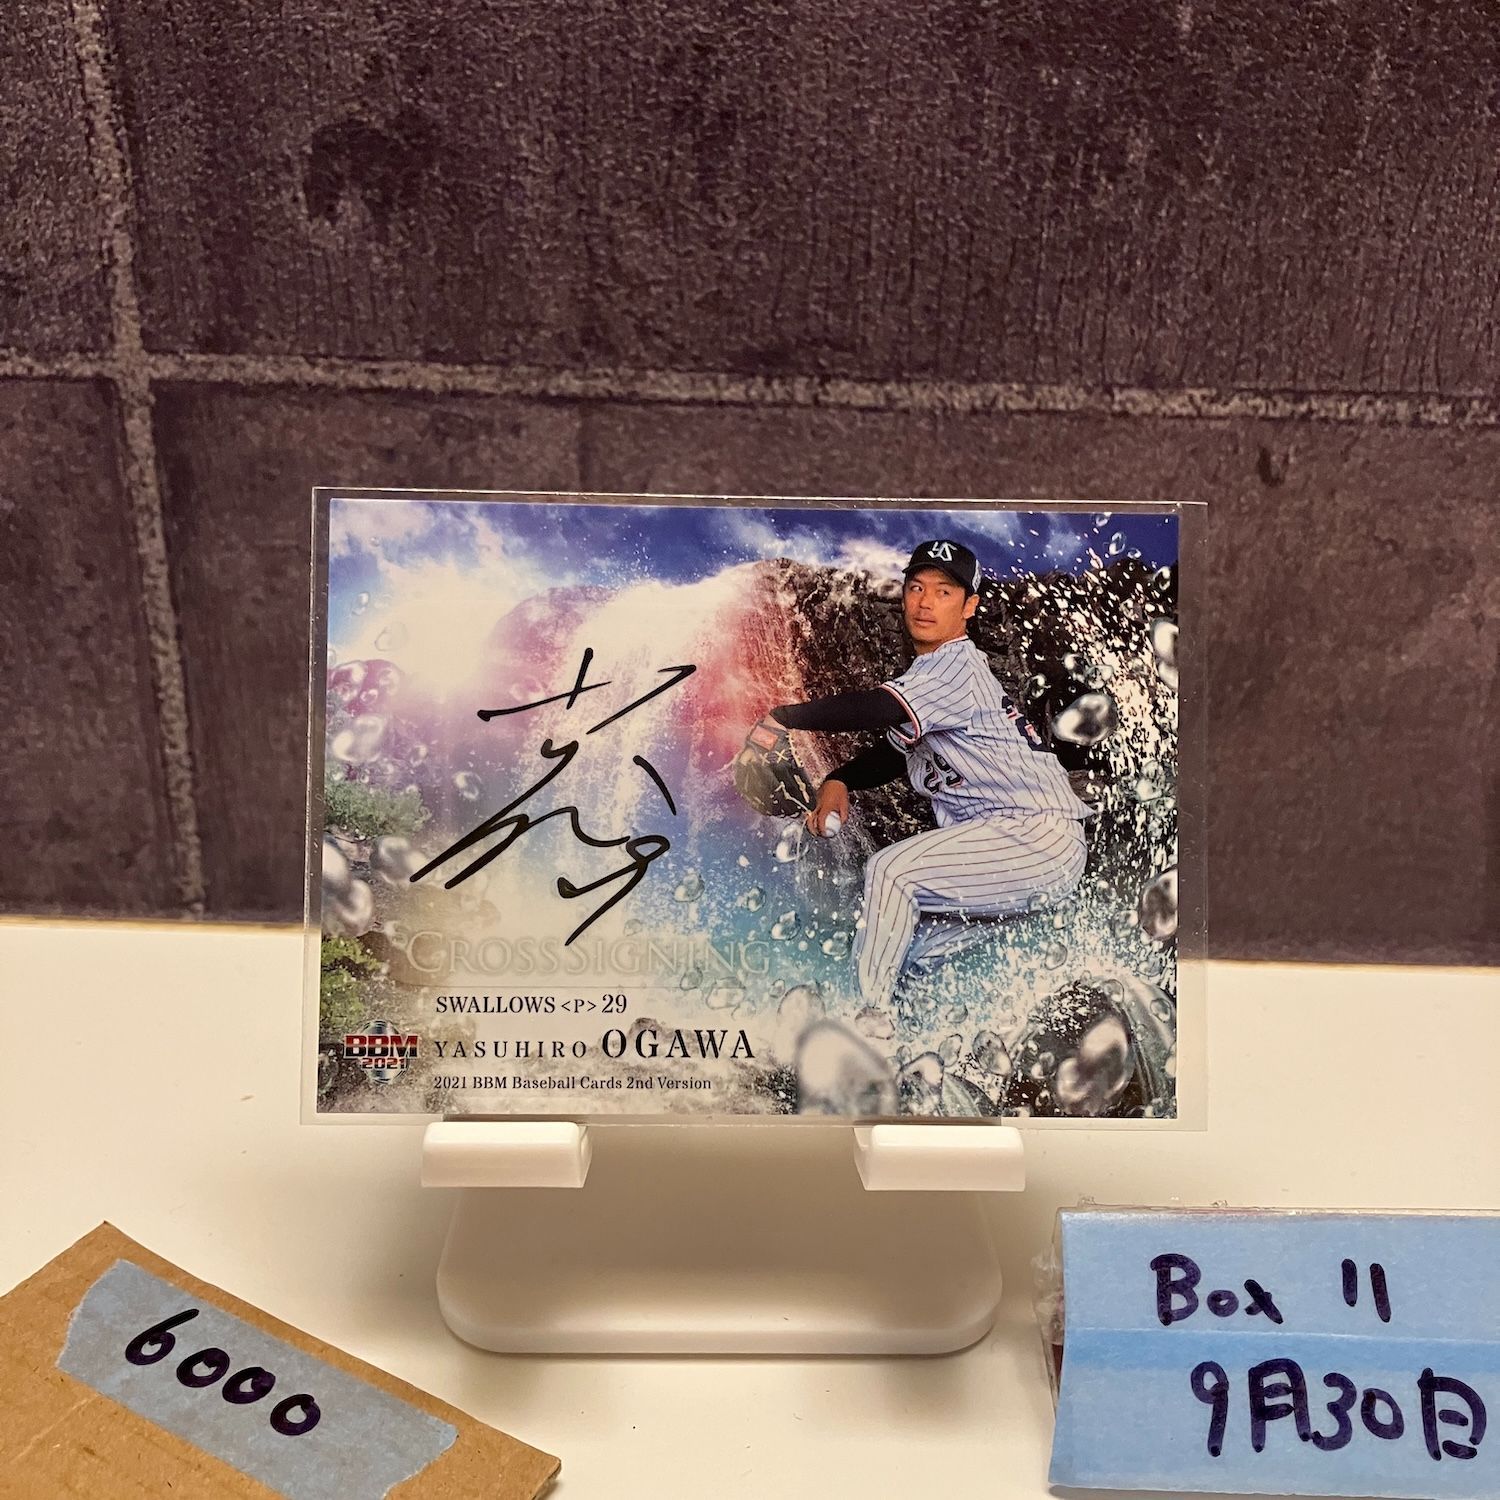 YS
CROSSSIGNING
SWALLOWS <P> 29
YASUHIRO OGAWA
BBM
2021
2021 BBM Baseball Cards 2nd Version
6000
Box 11
9月30日